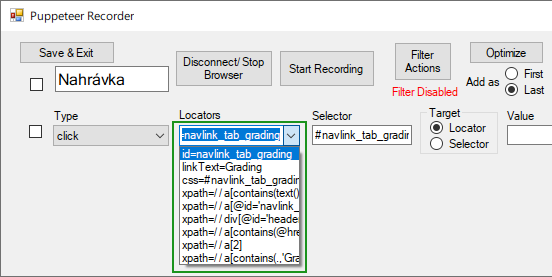 Puppeteer Recorder
Save & Exit
Nahrávka
Disconnect/ Stop
Browser
Start Recording
Filter
Actions
Filter Disabled
Optimize
Add as
First
Last
Type
Locators
Selector
Target
Value
click
=navlink_tab_grading
#navlink_tab_gradin
Locator
Selector
id=navlink_tab_grading
linkText=Grading
css=#navlink_tab_grading
xpath=//a[contains(text()
xpath=//a[@id='navlink_
xpath=//div[@id='header
xpath=//a[contains(@hre
xpath=//a[2]
xpath=//a[contains(.,'Gra